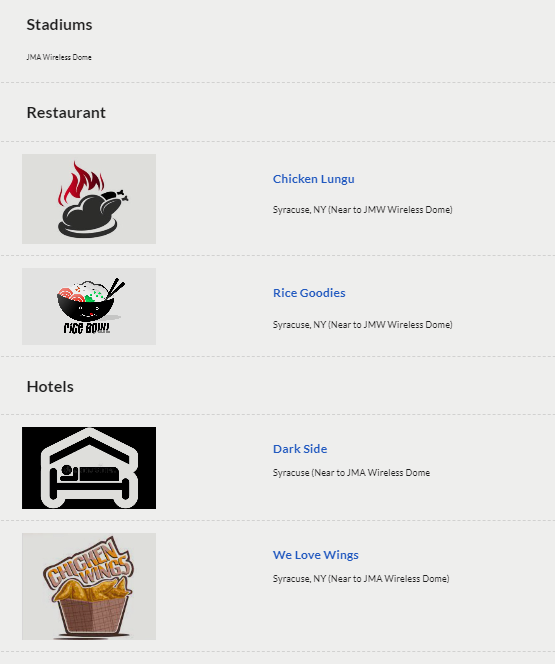 Stadiums
JMA Wireless Dome
Restaurant
Chicken Lungu
Syracuse, NY (Near to JMW Wireless Dome)
Rice Goodies
Syracuse, NY (Near to JMW Wireless Dome)
RICE BOWL
Hotels
Dark Side
Syracuse (Near to JMA Wireless Dome
We Love Wings
Syracuse, NY (Near to JMA Wireless Dome)
CHICKEN
WINGS